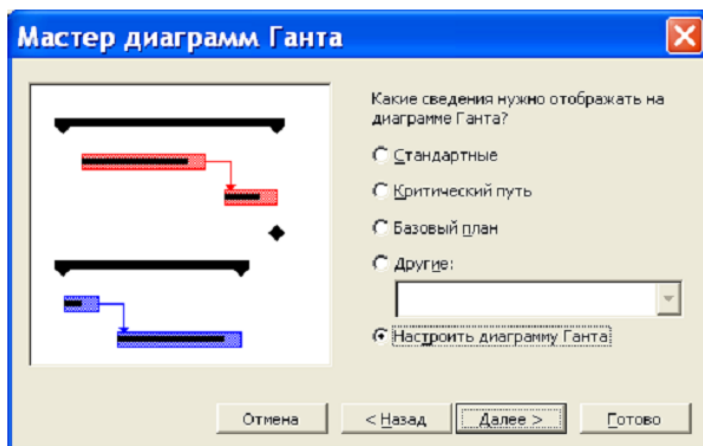 Мастер диаграмм Ганта
Какие сведения нужно отображать на
диаграмме Ганта?
Стандартные
Критический путь
Базовый план
Другие:
Настроить диаграмму Ганта
Отмена
< Назад
Далее >
Готово